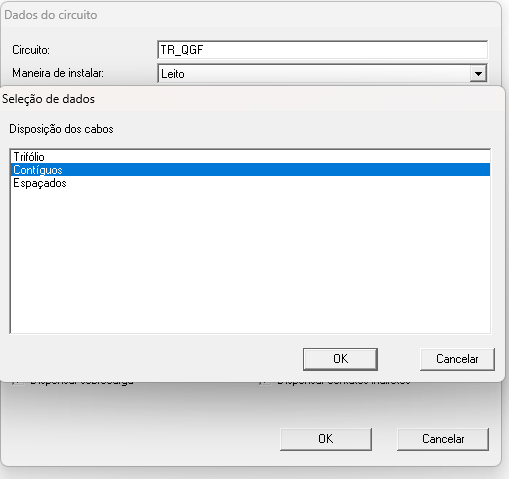 Dados do circuito
Circuito: TR_QGF
Maneira de instalar: Leito
Seleção de dados
Disposição dos cabos
Trifólio
Contíguos
Espaçados
OK Cancelar
OK Cancelar